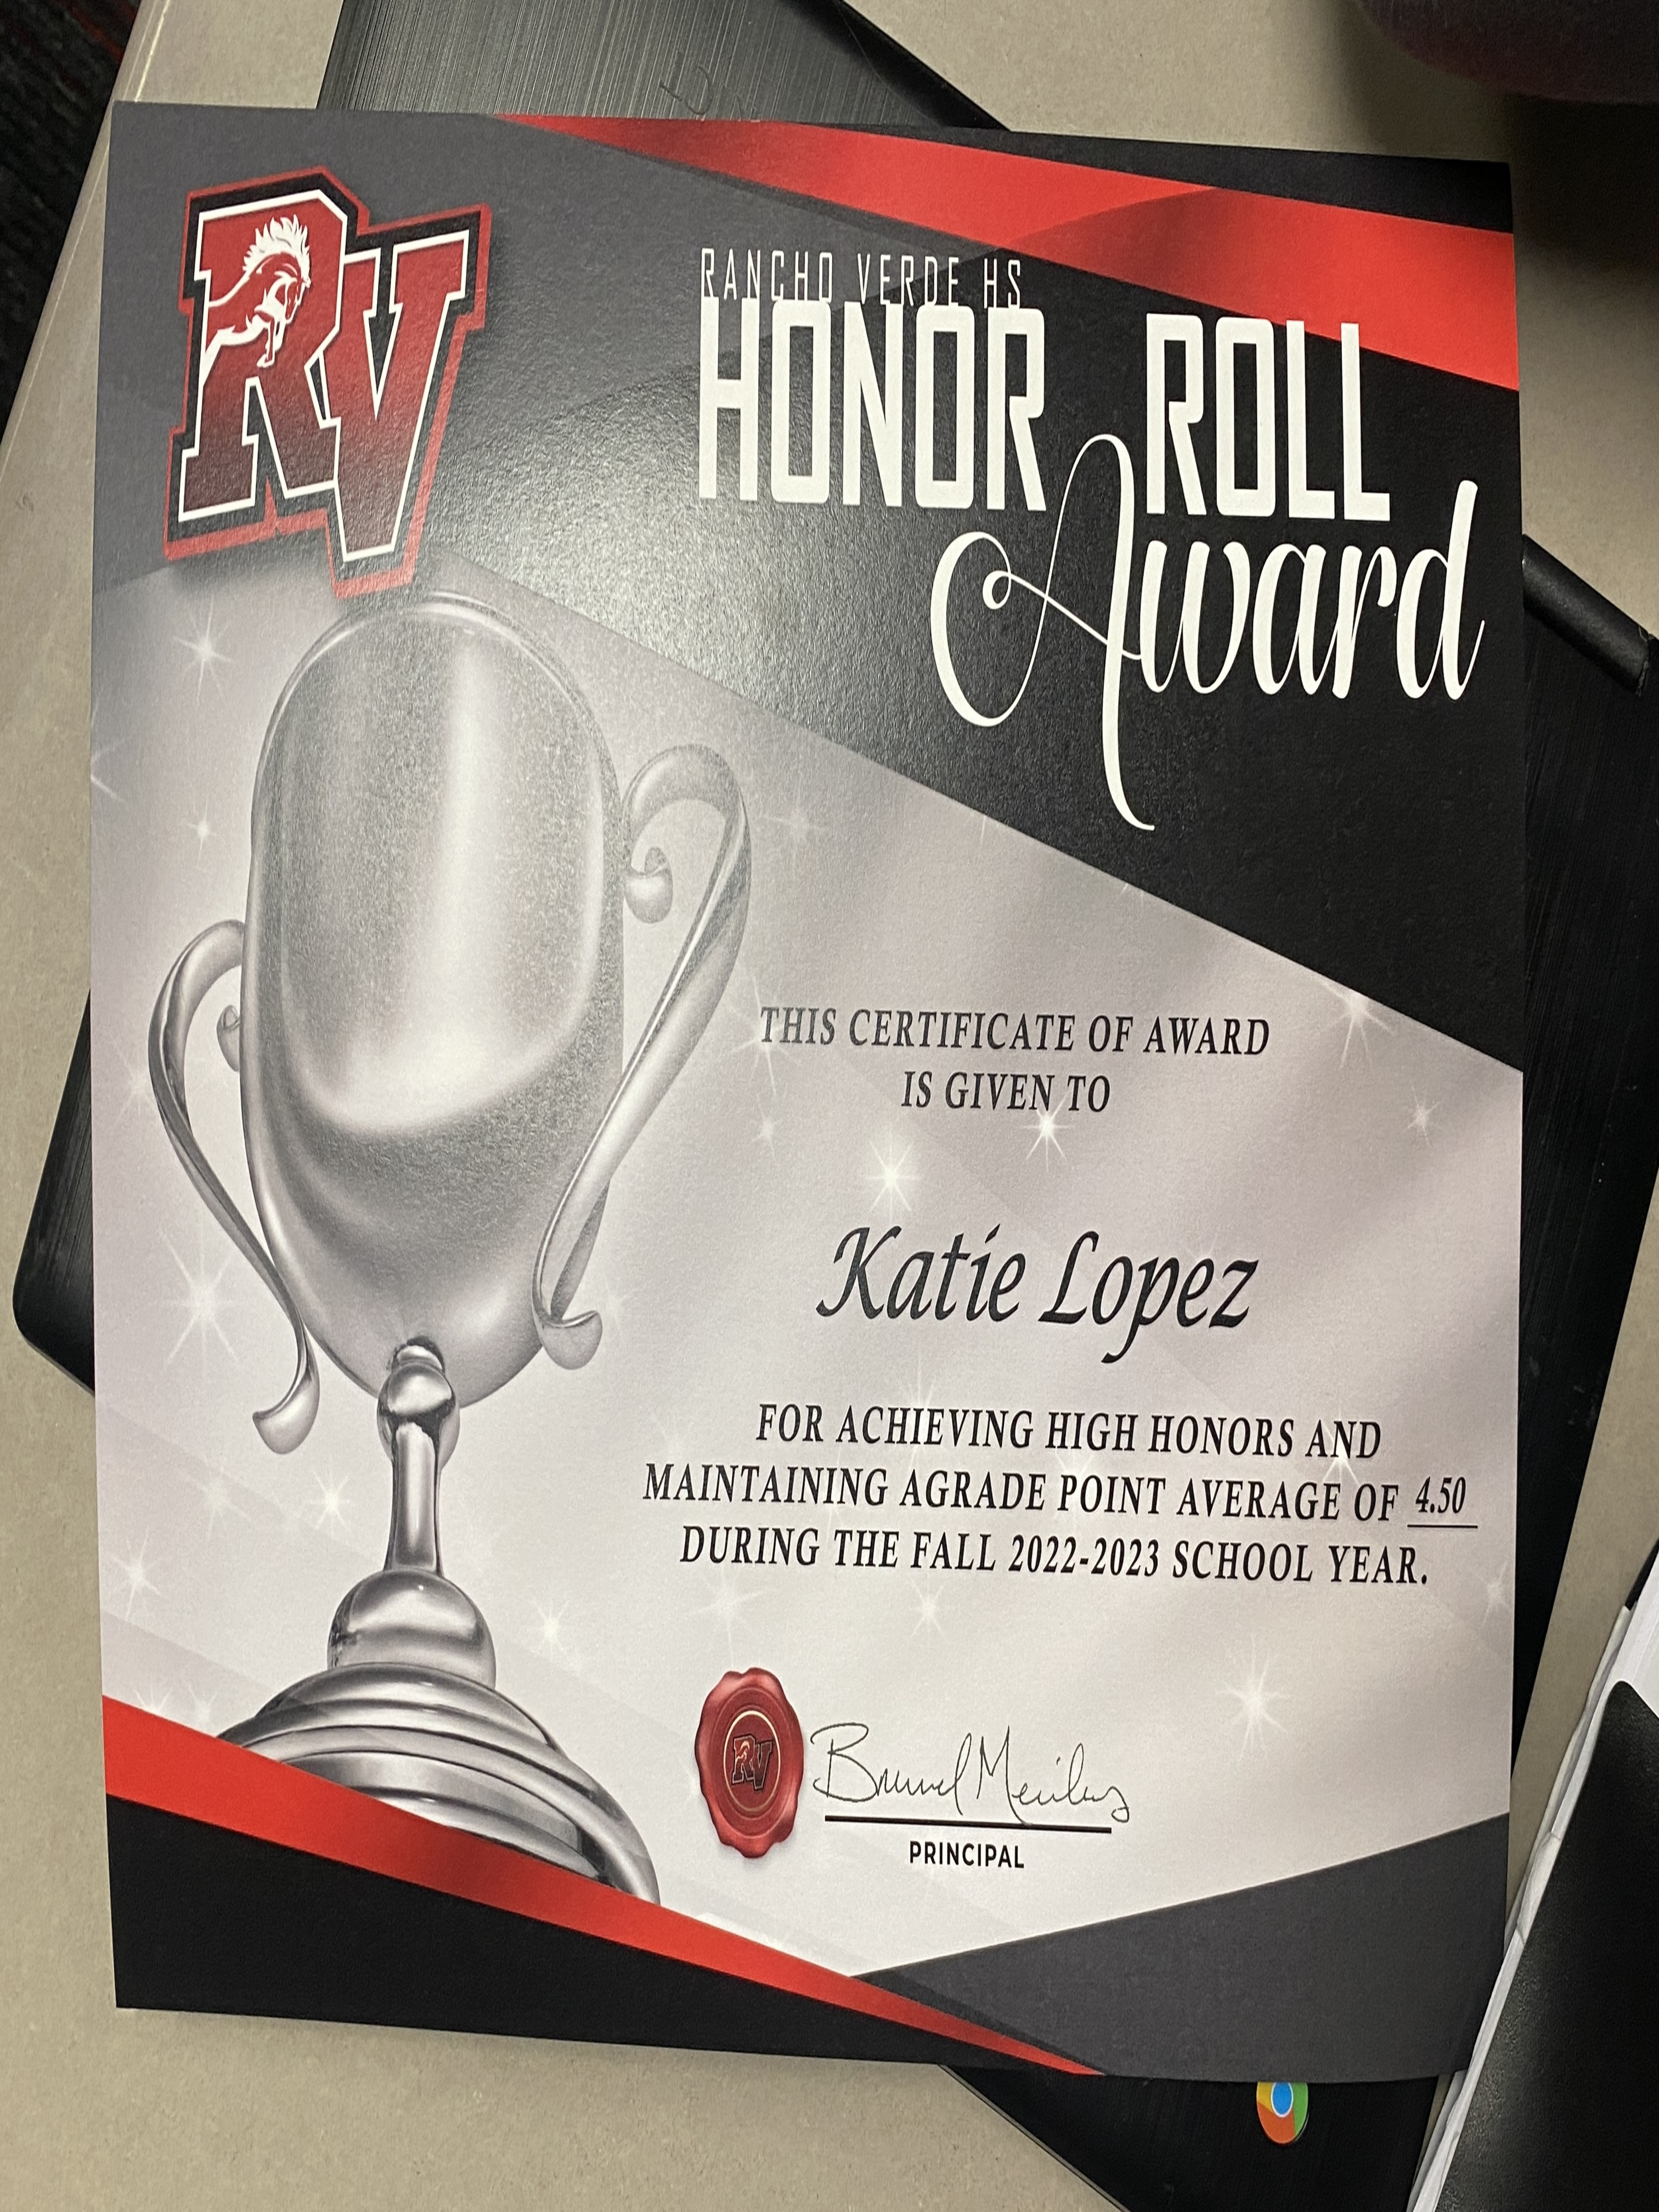 RV
RANCHO VERDE HS
HONOR ROLL
Award
THIS CERTIFICATE OF AWARD
IS GIVEN TO
Katie Lopez
FOR ACHIEVING HIGH HONORS AND
MAINTAINING AGRADE POINT AVERAGE OF 4.50
DURING THE FALL 2022-2023 SCHOOL YEAR.
RV
PRINCIPAL